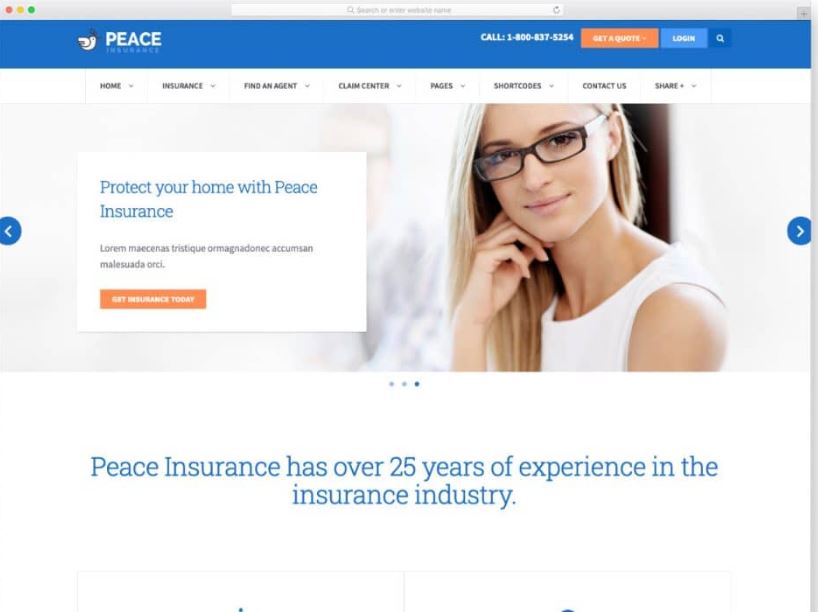 Search or enter website name
PEACE
INSURANCE
CALL: 1-800-837-5254
GET A QUOTE
LOGIN
HOME
INSURANCE
FIND AN AGENT
CLAIM CENTER
PAGES
SHORTCODES
CONTACT US
SHARE +
Protect your home with Peace
Insurance
Lorem maecenas tristique ormagnadonec accumsan
malesuada orci.
GET INSURANCE TODAY
Peace Insurance has over 25 years of experience in the
insurance industry.